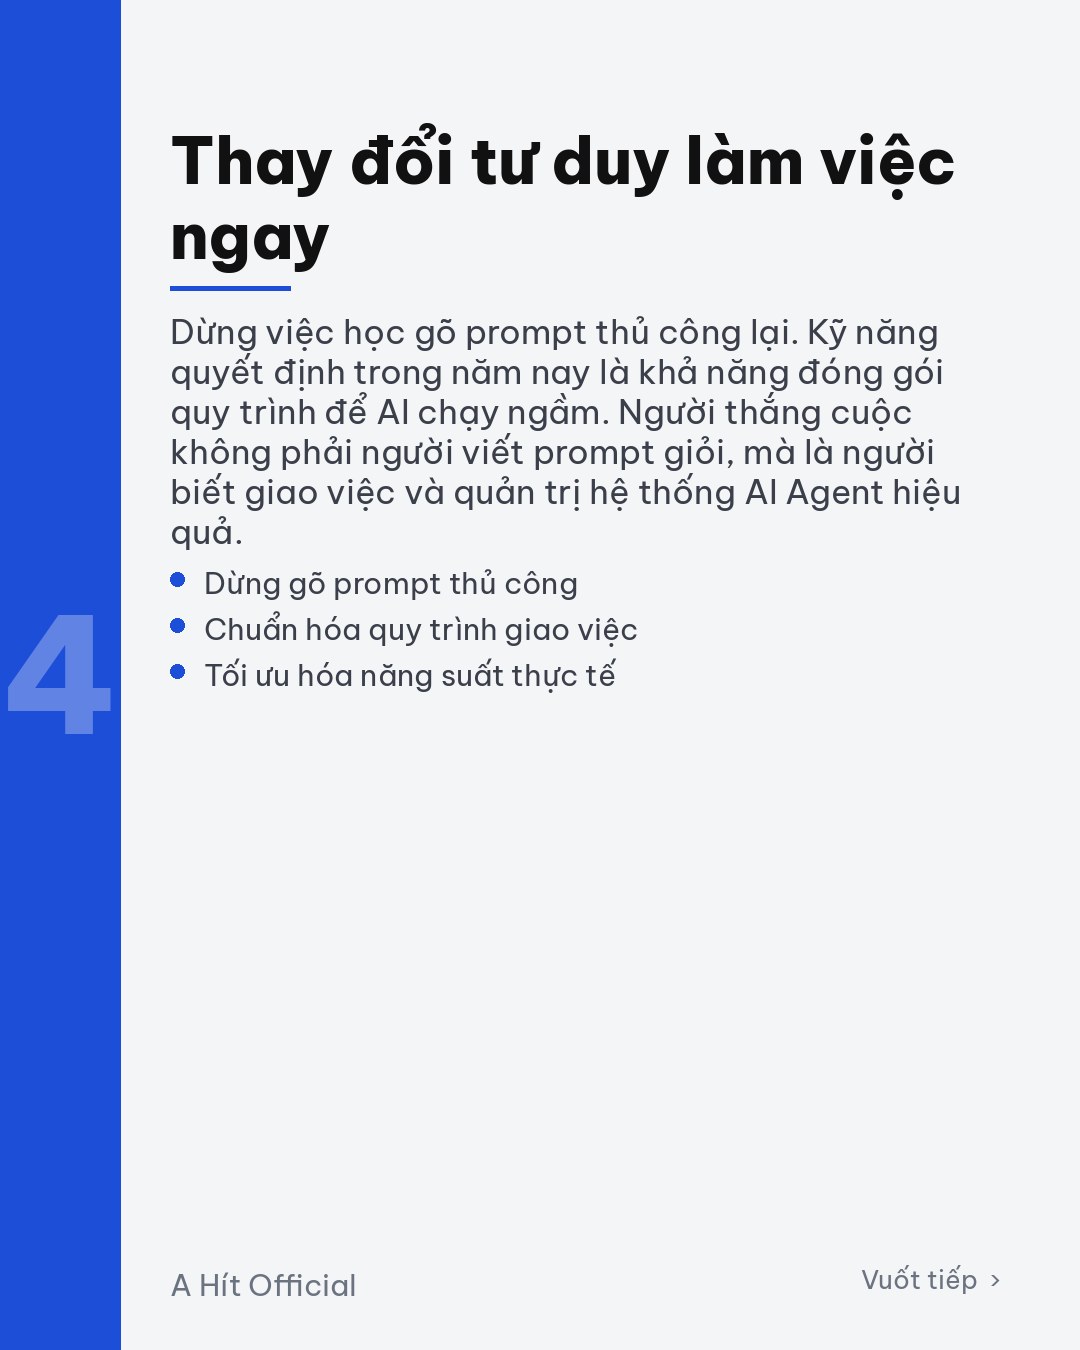 Thay đổi tư duy làm việc
ngay
Dừng việc học gõ prompt thủ công lại. Kỹ năng
quyết định trong năm nay là khả năng đóng gói
quy trình để AI chạy ngầm. Người thắng cuộc
không phải người viết prompt giỏi, mà là người
biết giao việc và quản trị hệ thống AI Agent hiệu
quả.
Dừng gõ prompt thủ công
Chuẩn hóa quy trình giao việc
Tối ưu hóa năng suất thực tế
4
A Hít Official
Vuốt tiếp ›